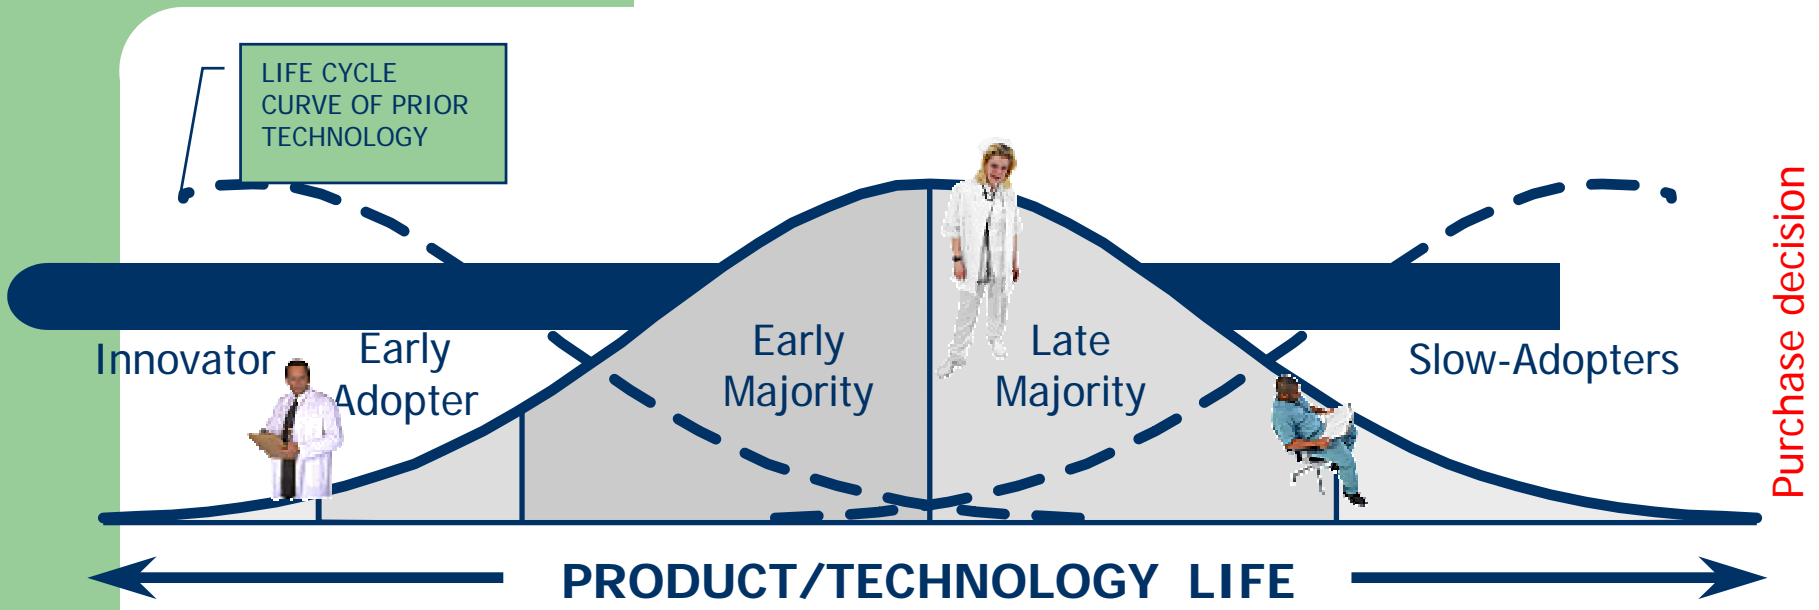 LIFE CYCLE
CURVE OF PRIOR
TECHNOLOGY
Innovator
Early
Adopter
Early
Majority
Late
Majority
Slow-Adopters
Purchase decision
PRODUCT/TECHNOLOGY LIFE